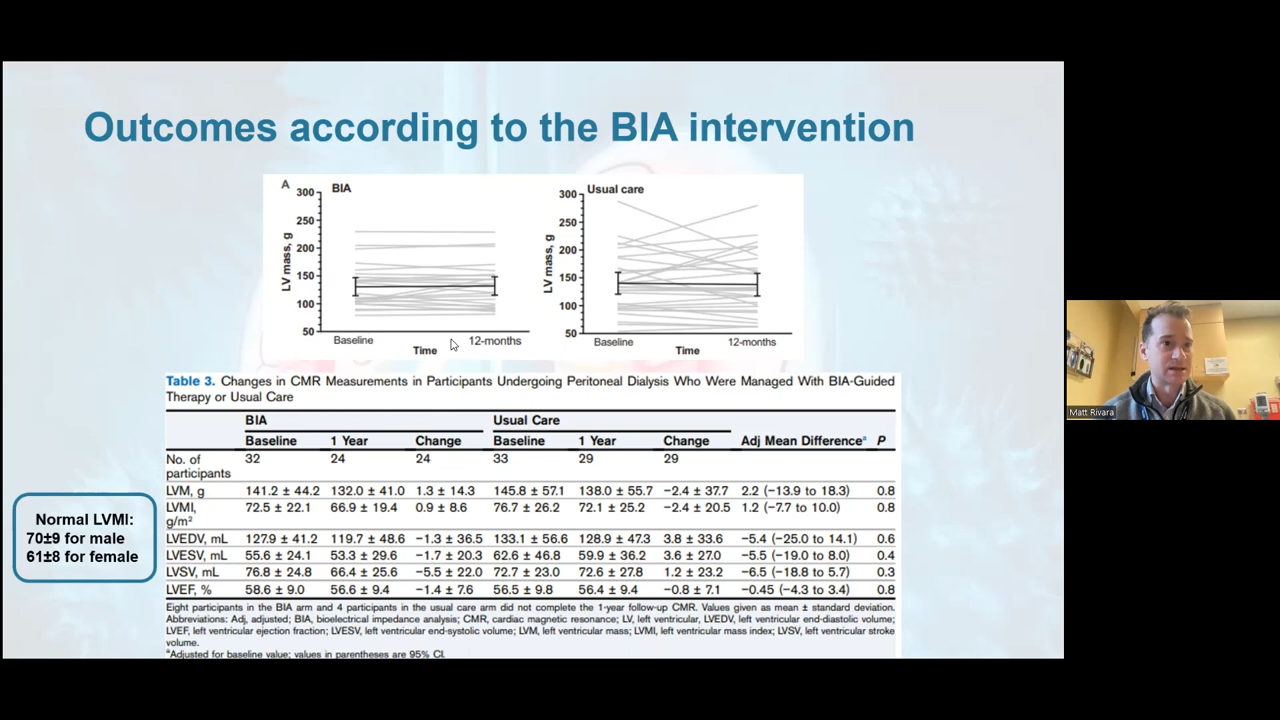 Outcomes according to the BIA intervention
A
BIA
300
250
200
150
100
50
LV mass, g
Baseline
12-months
Time
Usual care
300
250
200
150
100
50
LV mass, g
Baseline
12-months
Time
Table 3. Changes in CMR Measurements in Participants Undergoing Peritoneal Dialysis Who Were Managed With BIA-Guided
Therapy or Usual Care
BIA Usual Care
Baseline 1 Year Change Baseline 1 Year Change Adj Mean Differenceᵃ P
No. of participants 32 24 24 33 29 29
LVM, g 141.2 ± 44.2 132.0 ± 41.0 1.3 ± 14.3 145.8 ± 57.1 138.0 ± 55.7 −2.4 ± 37.7 2.2 (−13.9 to 18.3) 0.8
LVMI, g/m² 72.5 ± 22.1 66.9 ± 19.4 0.9 ± 8.6 76.7 ± 26.2 72.1 ± 25.2 −2.4 ± 20.5 1.2 (−7.7 to 10.0) 0.8
LVEDV, mL 127.9 ± 41.2 119.7 ± 48.6 −1.3 ± 36.5 133.1 ± 56.6 128.9 ± 47.3 3.8 ± 33.6 −5.4 (−25.0 to 14.1) 0.6
LVESV, mL 55.6 ± 24.1 53.3 ± 29.6 −1.7 ± 20.3 62.6 ± 46.8 59.9 ± 36.2 3.6 ± 27.0 −5.5 (−19.0 to 8.0) 0.4
LVSV, mL 76.8 ± 24.8 66.4 ± 25.6 −5.5 ± 22.0 72.7 ± 23.0 72.6 ± 27.8 1.2 ± 23.2 −6.5 (−18.8 to 5.7) 0.3
LVEF, % 58.6 ± 9.0 56.6 ± 9.4 −1.4 ± 7.6 56.5 ± 9.8 56.4 ± 9.4 −0.8 ± 7.1 −0.45 (−4.3 to 3.4) 0.8
Eight participants in the BIA arm and 4 participants in the usual care arm did not complete the 1-year follow-up CMR. Values given as mean ± standard deviation.
Abbreviations: Adj, adjusted; BIA, bioelectrical impedance analysis; CMR, cardiac magnetic resonance; LV, left ventricular, LVEDV, left ventricular end-diastolic volume;
LVEF, left ventricular ejection fraction; LVESV, left ventricular end-systolic volume; LVM, left ventricular mass; LVMI, left ventricular mass index; LVSV, left ventricular stroke
volume.
ᵃAdjusted for baseline value; values in parentheses are 95% CI.
Normal LVMI:
70±9 for male
61±8 for female
Matt Rivara